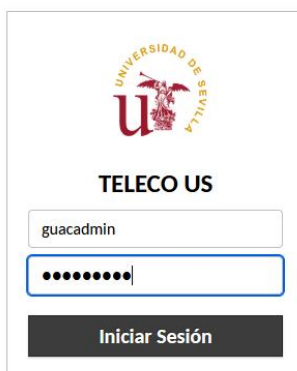 UNIVERSIDAD DE SEVILLA
TELECO US
guacadmin
●●●●●●●●●
Iniciar Sesión